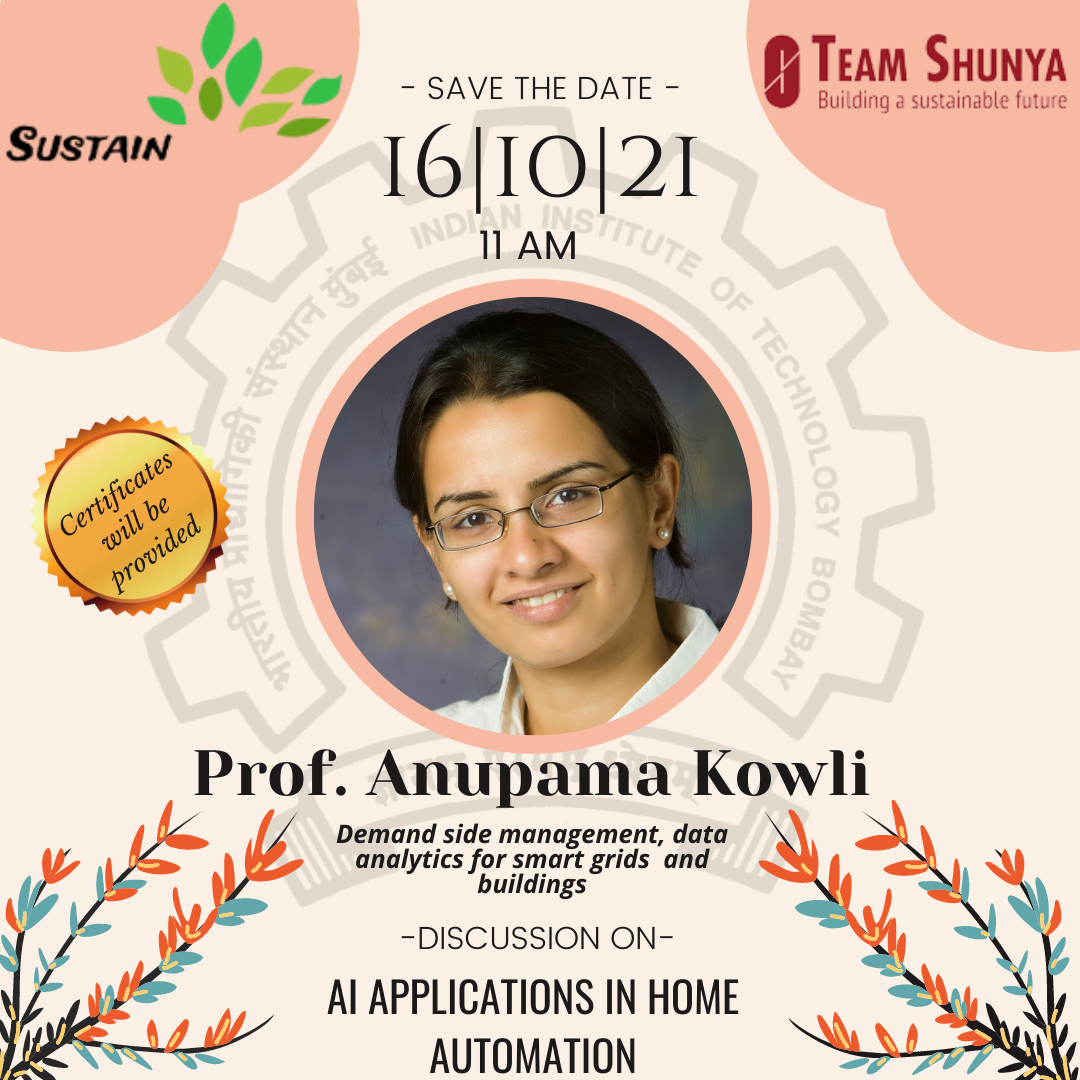 SUSTAIN
TEAM SHUNYA
Building a sustainable future
- SAVE THE DATE -
16|10|21
11 AM
INDIAN INSTITUTE OF TECHNOLOGY BOMBAY
भारतीय प्रौद्योगिकी संस्थान मुंबई
Certificates
will be
provided
Prof. Anupama Kowli
Demand side management, data
analytics for smart grids and
buildings
-DISCUSSION ON-
AI APPLICATIONS IN HOME
AUTOMATION